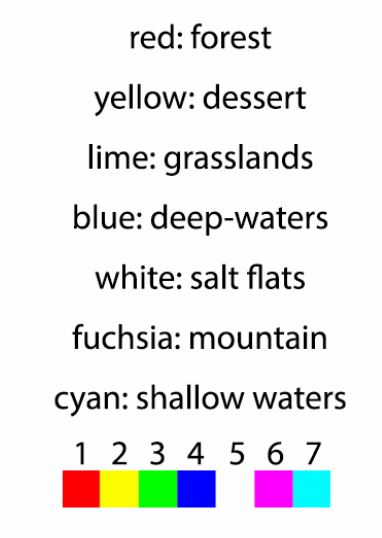 red: forest
yellow: dessert
lime: grasslands
blue: deep-waters
white: salt flats
fuchsia: mountain
cyan: shallow waters
1 2 3 4 5 6 7